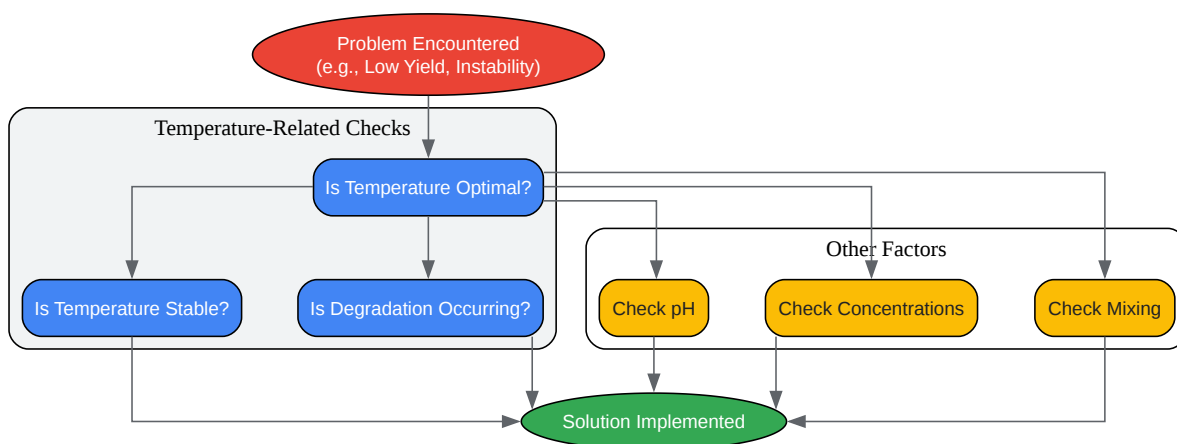 Problem Encountered
(e.g., Low Yield, Instability)
Temperature-Related Checks
Is Temperature Optimal?
Other Factors
Is Temperature Stable?
Is Degradation Occurring?
Check pH
Check Concentrations
Check Mixing
Solution Implemented